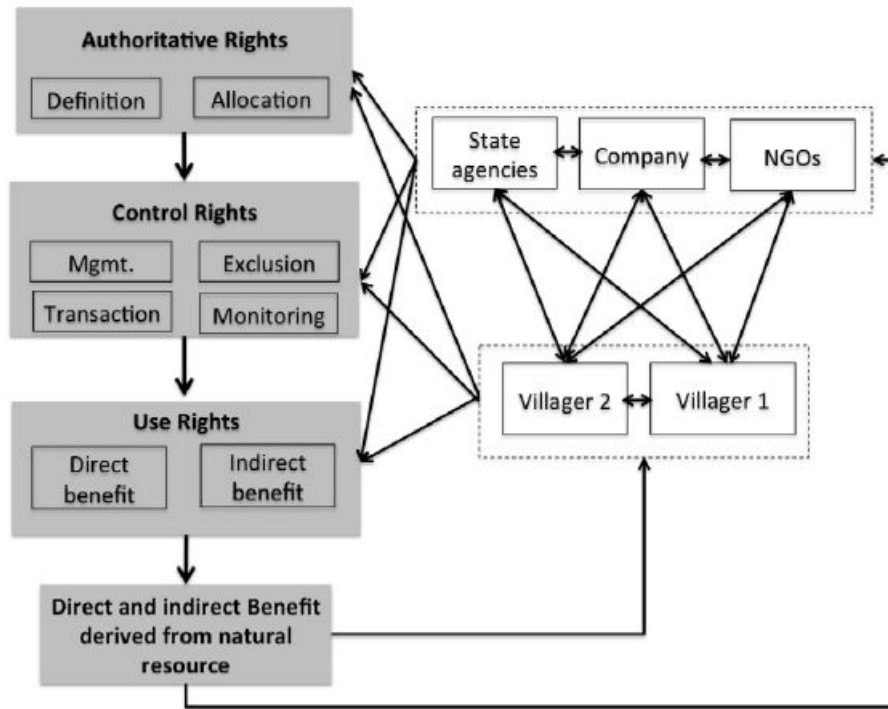 Authoritative Rights
Definition
Allocation
Control Rights
Mgmt.
Exclusion
Transaction
Monitoring
Use Rights
Direct
benefit
Indirect
benefit
Direct and indirect Benefit
derived from natural
resource
State
agencies
Company
NGOs
Villager 2
Villager 1